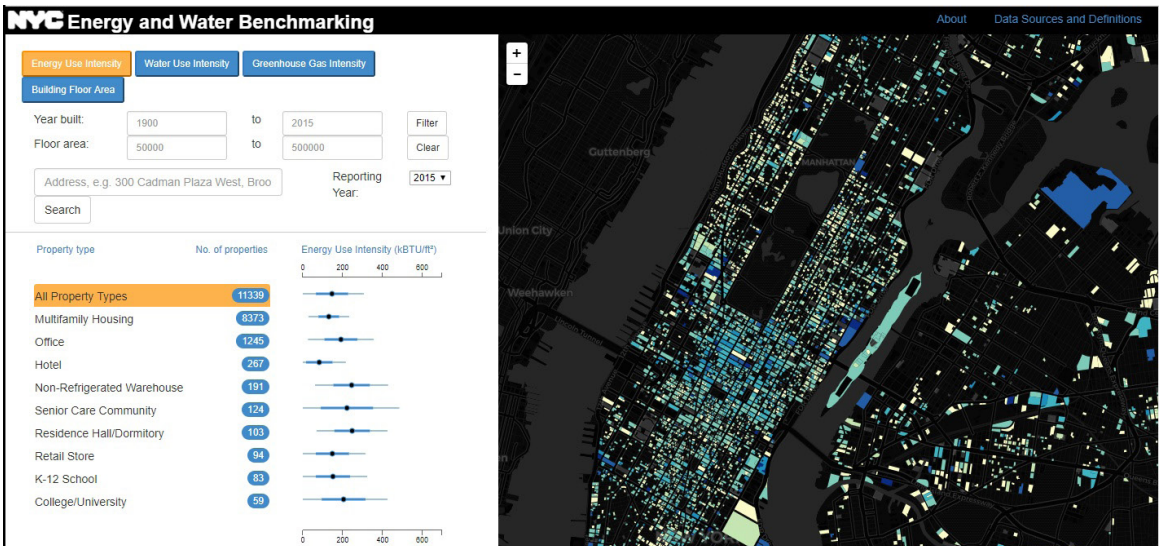 NYC Energy and Water Benchmarking
About
Data Sources and Definitions
Energy Use Intensity
Water Use Intensity
Greenhouse Gas Intensity
Building Floor Area
Year built:
1900
to
2015
Filter
Floor area:
50000
to
500000
Clear
Address, e.g. 300 Cadman Plaza West, Broo
Reporting
Year:
2015
Search
Property type
No. of properties
Energy Use Intensity (kBTU/ft²)
0 200 400 600
All Property Types 11339
Multifamily Housing 8373
Office 1245
Hotel 267
Non-Refrigerated Warehouse 191
Senior Care Community 124
Residence Hall/Dormitory 103
Retail Store 94
K-12 School 83
College/University 59
0 200 400 600
+
−
Guttenberg
MANHATTAN
Union City
Weehawken